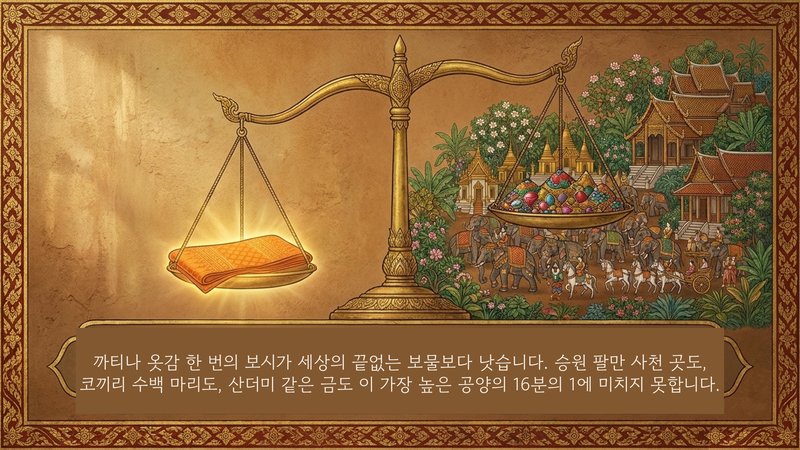 까티나 옷감 한 번의 보시가 세상의 끝없는 보물보다 낫습니다. 승원 팔만 사천 곳도,
코끼리 수백 마리도, 산더미 같은 금도 이 가장 높은 공양의 16분의 1에 미치지 못합니다.